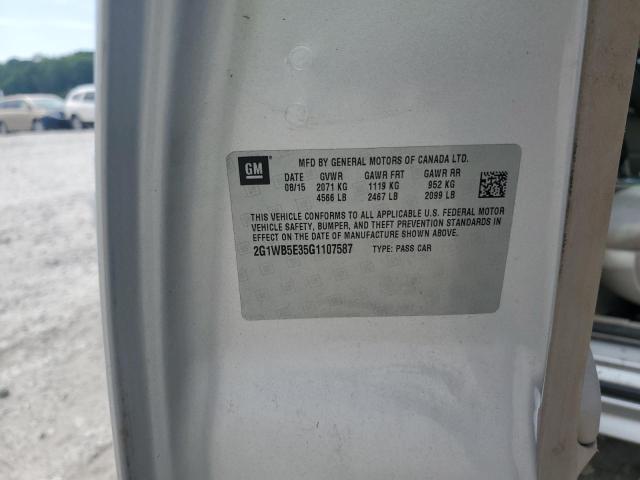 GM
MFD BY GENERAL MOTORS OF CANADA LTD.
DATE GVWR GAWR FRT GAWR RR
08/15 2071 KG 1119 KG 952 KG
4566 LB 2467 LB 2099 LB
THIS VEHICLE CONFORMS TO ALL APPLICABLE U.S. FEDERAL MOTOR
VEHICLE SAFETY, BUMPER, AND THEFT PREVENTION STANDARDS IN
EFFECT ON THE DATE OF MANUFACTURE SHOWN ABOVE.
2G1WB5E35G1107587 TYPE: PASS CAR